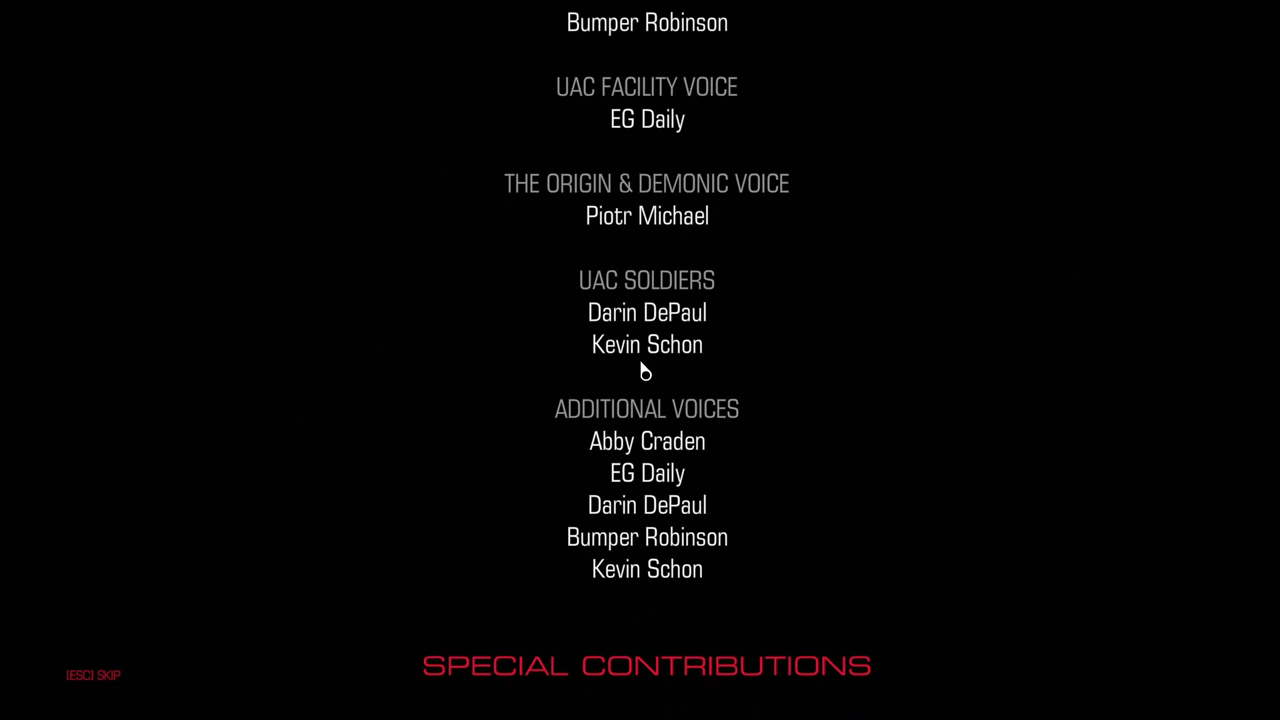 Bumper Robinson
UAC FACILITY VOICE
EG Daily
THE ORIGIN & DEMONIC VOICE
Piotr Michael
UAC SOLDIERS
Darin DePaul
Kevin Schon
ADDITIONAL VOICES
Abby Craden
EG Daily
Darin DePaul
Bumper Robinson
Kevin Schon
SPECIAL CONTRIBUTIONS
[ESC] SKIP